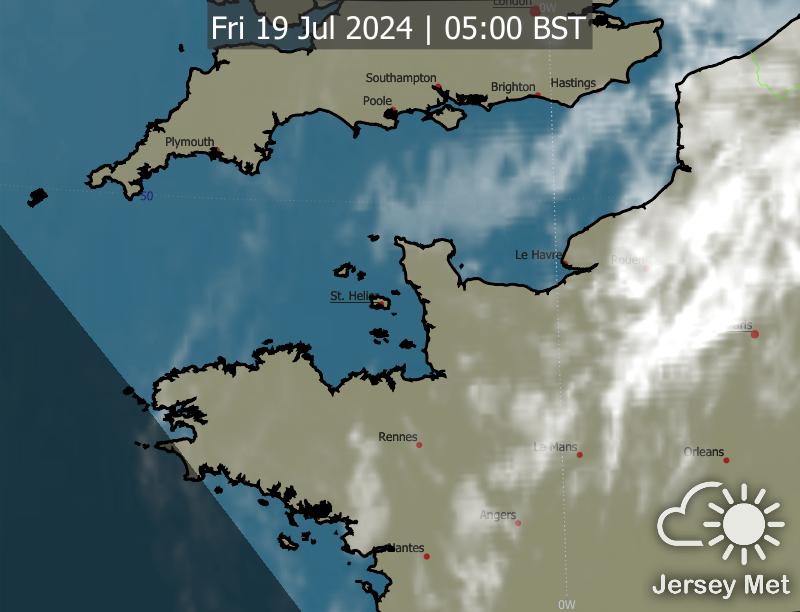 London
0W
Fri 19 Jul 2024 | 05:00 BST
Southampton
Brighton
Hastings
Poole
Plymouth
50
Le Havre
Rouen
St. Helier
Paris
Rennes
Le Mans
Orleans
Angers
Nantes
Jersey Met
0W